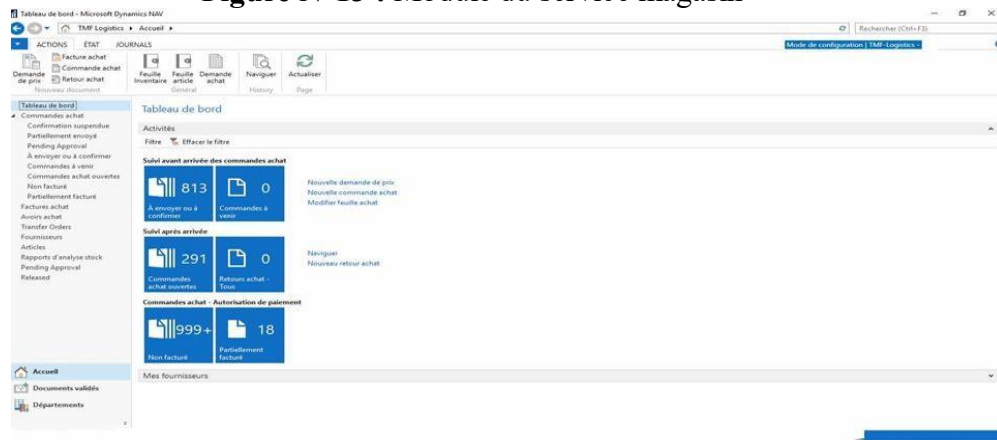 Figure N°15 : Module du service magasin
Tableau de bord - Microsoft Dynamics NAV
TMF Logistics ▸ Accueil ▸
Rechercher (Ctrl+F3)
ACTIONS ÉTAT JOURNALS
Mode de configuration | TMF-Logistics
Demande de prix
Facture achat
Commande achat
Retour achat
Nouveau document
Feuille Inventaire
Feuille article
Demande achat
Général
Naviguer
History
Actualiser
Page
Tableau de bord
Commandes achat
Confirmation suspendue
Partiellement envoyé
Pending Approval
À envoyer ou à confirmer
Commandes à venir
Commandes achat ouvertes
Non facturé
Partiellement facturé
Factures achat
Avoirs achat
Transfer Orders
Fournisseurs
Articles
Rapports d'analyse stock
Pending Approval
Released
Accueil
Documents validés
Départements
Tableau de bord
Activités
Filtre Effacer le filtre
Suivi avant arrivée des commandes achat
813
À envoyer ou à
confirmer
0
Commandes à
venir
Nouvelle demande de prix
Nouvelle commande achat
Modifier feuille achat
Suivi après arrivée
291
Commandes
achat ouvertes
0
Retours achat -
Tous
Naviguer
Nouveau retour achat
Commandes achat - Autorisation de paiement
999+
Non facturé
18
Partiellement
facturé
Mes fournisseurs